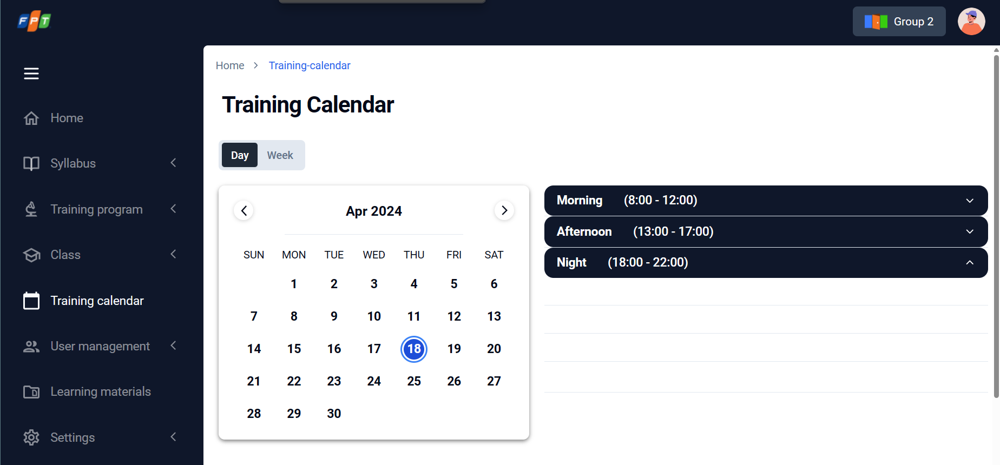 FPT
Group 2
Home
Syllabus
Training program
Class
Training calendar
User management
Learning materials
Settings
Home > Training-calendar
Training Calendar
Day Week
Apr 2024
SUN MON TUE WED THU FRI SAT
1 2 3 4 5 6
7 8 9 10 11 12 13
14 15 16 17 18 19 20
21 22 23 24 25 26 27
28 29 30
Morning (8:00 - 12:00)
Afternoon (13:00 - 17:00)
Night (18:00 - 22:00)